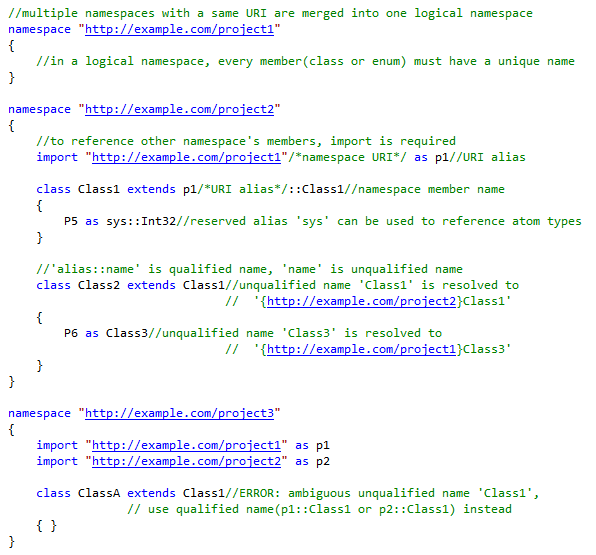 //multiple namespaces with a same URI are merged into one logical namespace
namespace "http://example.com/project1"
{
    //in a logical namespace, every member(class or enum) must have a unique name
}
namespace "http://example.com/project2"
{
    //to reference other namespace's members, import is required
    import "http://example.com/project1"/*namespace URI*/ as p1//URI alias
    class Class1 extends p1/*URI alias*/::Class1//namespace member name
    {
        P5 as sys::Int32//reserved alias 'sys' can be used to reference atom types
    }
    //'alias::name' is qualified name, 'name' is unqualified name
    class Class2 extends Class1//unqualified name 'Class1' is resolved to
                               //  '{http://example.com/project2}Class1'
    {
        P6 as Class3//unqualified name 'Class3' is resolved to
                               //  '{http://example.com/project1}Class3'
    }
}
namespace "http://example.com/project3"
{
    import "http://example.com/project1" as p1
    import "http://example.com/project2" as p2
    class ClassA extends Class1//ERROR: ambiguous unqualified name 'Class1',
                 // use qualified name(p1::Class1 or p2::Class1) instead
    { }
}